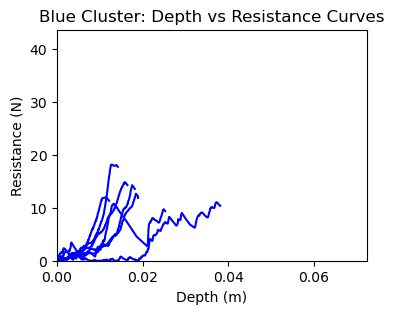 Blue Cluster: Depth vs Resistance Curves
40
30
20
10
0
Resistance (N)
0.00 0.02 0.04 0.06
Depth (m)